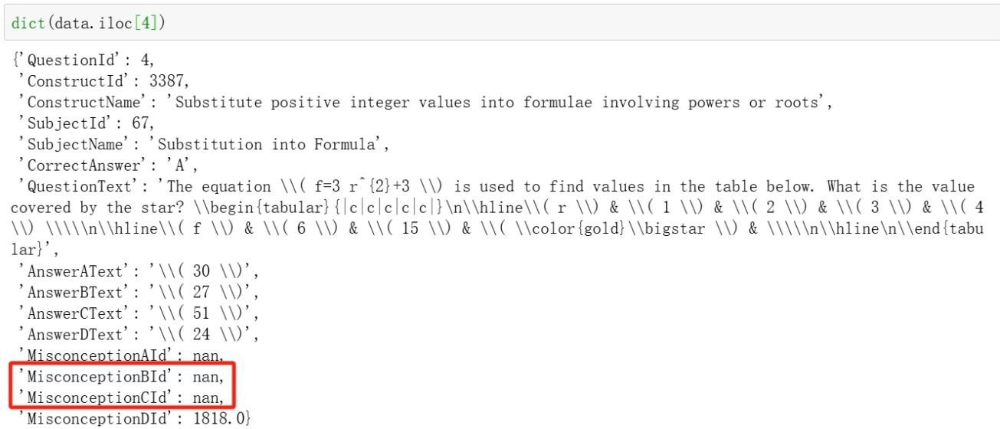 dict(data.iloc[4])
{'QuestionId': 4,
'ConstructId': 3387,
'ConstructName': 'Substitute positive integer values into formulae involving powers or roots',
'SubjectId': 67,
'SubjectName': 'Substitution into Formula',
'CorrectAnswer': 'A',
'QuestionText': 'The equation \\( f=3 r^{2}+3 \\) is used to find values in the table below. What is the value
covered by the star? \\begin{tabular}{|c|c|c|c|c|}\n\\hline\\( r \\) & \\( 1 \\) & \\( 2 \\) & \\( 3 \\) & \\( 4
\\) \\\\\n\\hline\\( f \\) & \\( 6 \\) & \\( 15 \\) & \\( \\color{gold}\\bigstar \\) & \\\\\n\\hline\n\\end{tabu
lar}',
'AnswerAText': '\\( 30 \\)',
'AnswerBText': '\\( 27 \\)',
'AnswerCText': '\\( 51 \\)',
'AnswerDText': '\\( 24 \\)',
'MisconceptionAId': nan,
'MisconceptionBId': nan,
'MisconceptionCId': nan,
'MisconceptionDId': 1818.0}